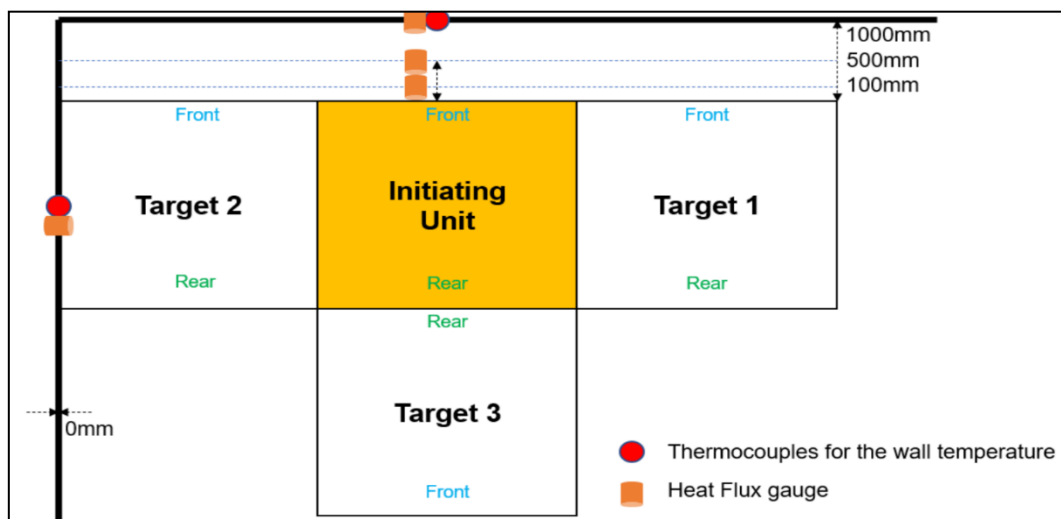 1000mm
500mm
100mm
Front
Front
Front
Target 2
Initiating
Unit
Target 1
Rear
Rear
Rear
Rear
Target 3
0mm
Front
Thermocouples for the wall temperature
Heat Flux gauge